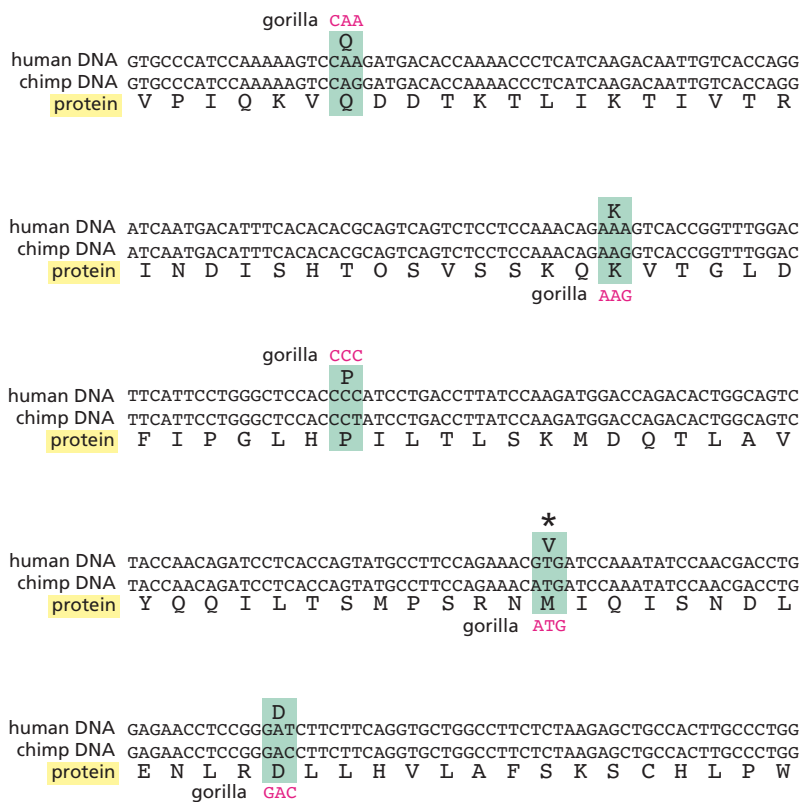 gorilla CAA
Q
human DNA GTGCCCATCCAAAAAGTCCAAGATGACACCAAAACCCTCATCAAGACAATTGTCACCAGG
chimp DNA GTGCCCATCCAAAAAGTCCAGGATGACACCAAAACCCTCATCAAGACAATTGTCACCAGG
protein V P I Q K V Q D D T K T L I K T I V T R
K
human DNA ATCAATGACATTTCACACACGCAGTCAGTCTCCTCCAAACAGAAAGTCACCGGTTTGGAC
chimp DNA ATCAATGACATTTCACACACGCAGTCAGTCTCCTCCAAACAGAAGGTCACCGGTTTGGAC
protein I N D I S H T O S V S S K Q K V T G L D
gorilla AAG
gorilla CCC
P
human DNA TTCATTCCTGGGCTCCACCCCATCCTGACCTTATCCAAGATGGACCAGACACTGGCAGTC
chimp DNA TTCATTCCTGGGCTCCACCCTATCCTGACCTTATCCAAGATGGACCAGACACTGGCAGTC
protein F I P G L H P I L T L S K M D Q T L A V
*
V
human DNA TACCAACAGATCCTCACCAGTATGCCTTCCAGAAACGTGATCCAAATATCCAACGACCTG
chimp DNA TACCAACAGATCCTCACCAGTATGCCTTCCAGAAACATGATCCAAATATCCAACGACCTG
protein Y Q Q I L T S M P S R N M I Q I S N D L
gorilla ATG
D
human DNA GAGAACCTCCGGGATCTTCTTCAGGTGCTGGCCTTCTCTAAGAGCTGCCACTTGCCCTGG
chimp DNA GAGAACCTCCGGGACCTTCTTCAGGTGCTGGCCTTCTCTAAGAGCTGCCACTTGCCCTGG
protein E N L R D L L H V L A F S K S C H L P W
gorilla GAC